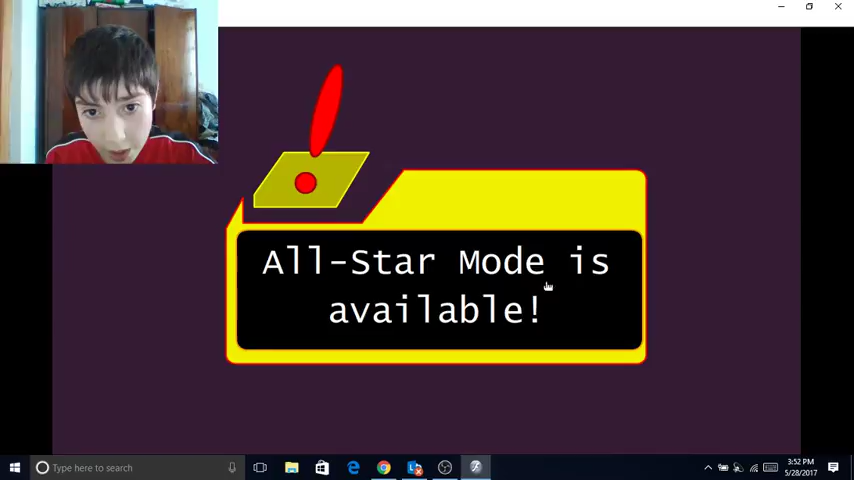 All-Star Mode is
available!
Type here to search
3:52 PM
5/28/2017